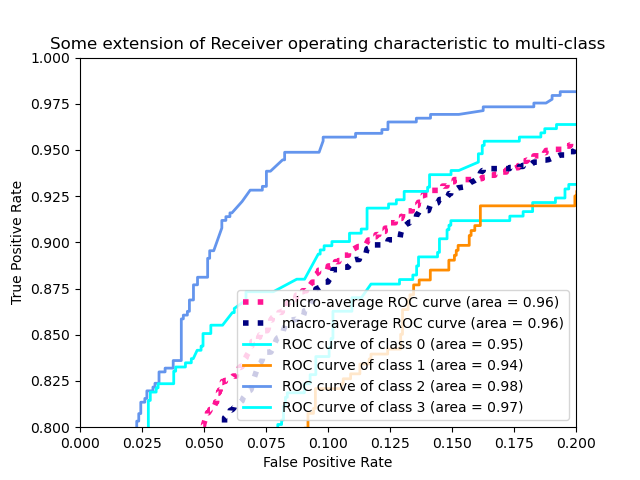 Some extension of Receiver operating characteristic to multi-class
1.000
0.975
0.950
0.925
0.900
0.875
0.850
0.825
0.800
True Positive Rate
micro-average ROC curve (area = 0.96)
macro-average ROC curve (area = 0.96)
ROC curve of class 0 (area = 0.95)
ROC curve of class 1 (area = 0.94)
ROC curve of class 2 (area = 0.98)
ROC curve of class 3 (area = 0.97)
0.000 0.025 0.050 0.075 0.100 0.125 0.150 0.175 0.200
False Positive Rate